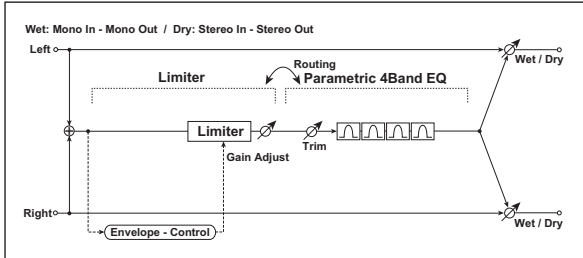 Wet: Mono In - Mono Out / Dry: Stereo In - Stereo Out
Left
Wet / Dry
Routing
Limiter
Parametric 4Band EQ
Limiter
Gain Adjust
Trim
Right
Wet / Dry
Envelope - Control